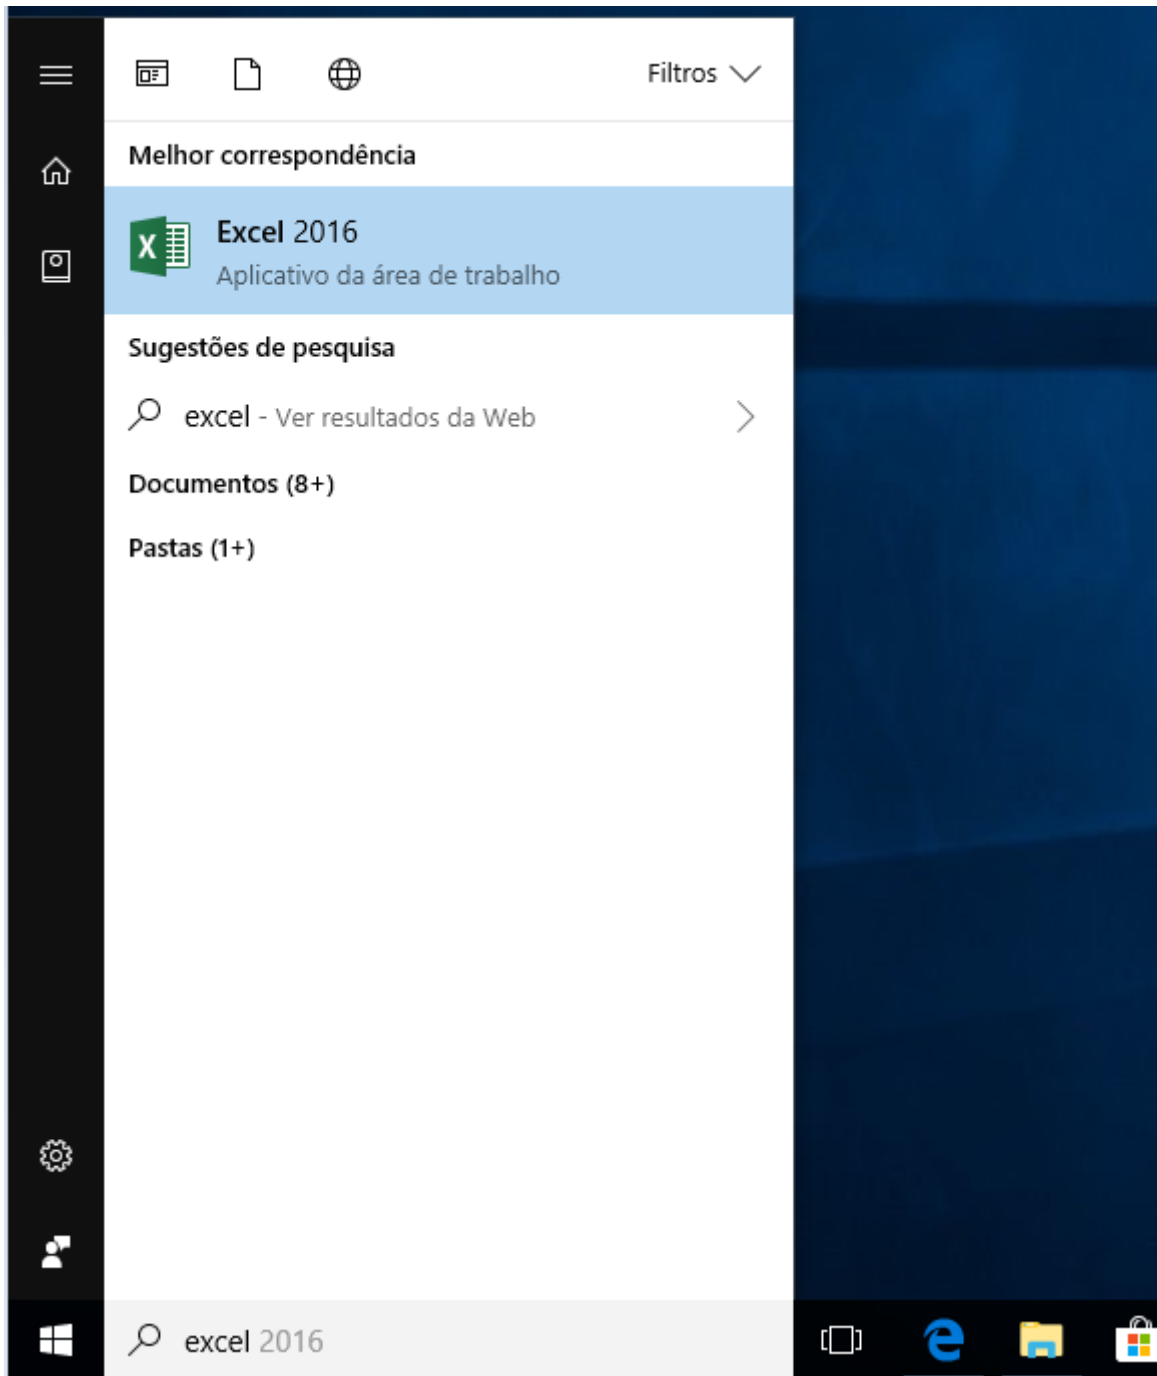 Filtros
Melhor correspondência
Excel 2016
Aplicativo da área de trabalho
Sugestões de pesquisa
excel - Ver resultados da Web
Documentos (8+)
Pastas (1+)
excel 2016